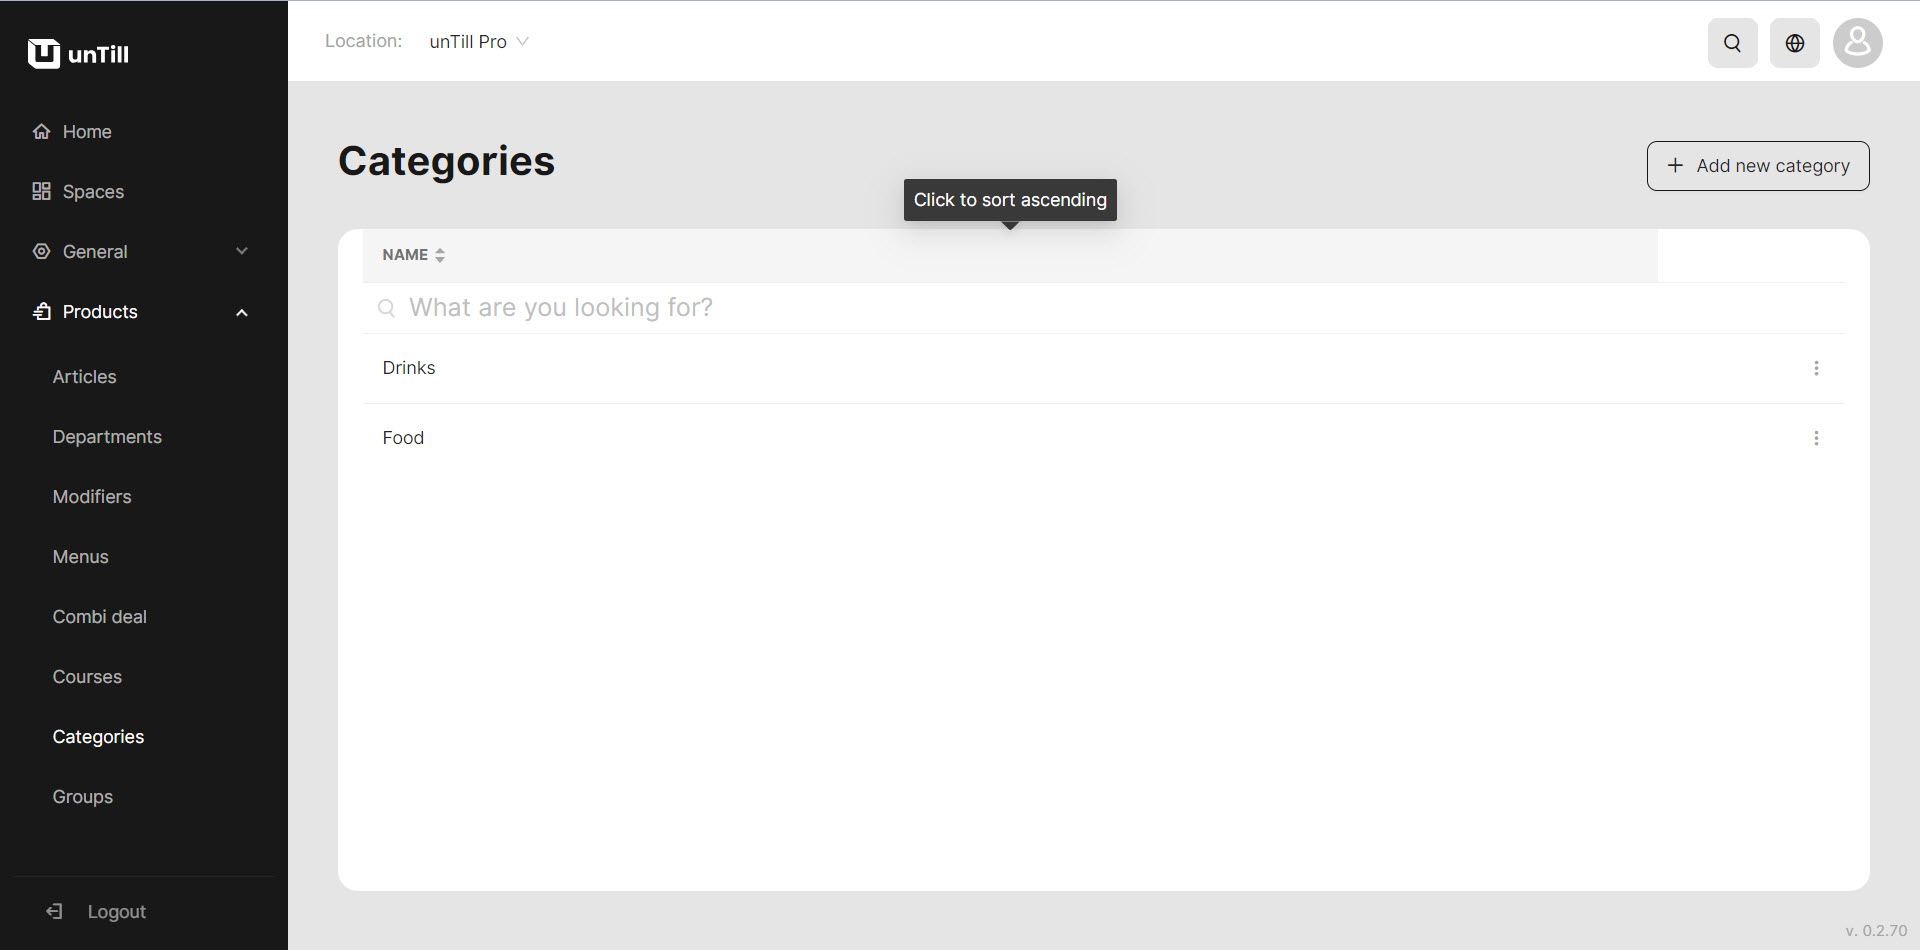 unTill
Location: unTill Pro
Home
Spaces
General
Products
Articles
Departments
Modifiers
Menus
Combi deal
Courses
Categories
Groups
Logout
Categories
Add new category
Click to sort ascending
NAME
What are you looking for?
Drinks
Food
v. 0.2.70